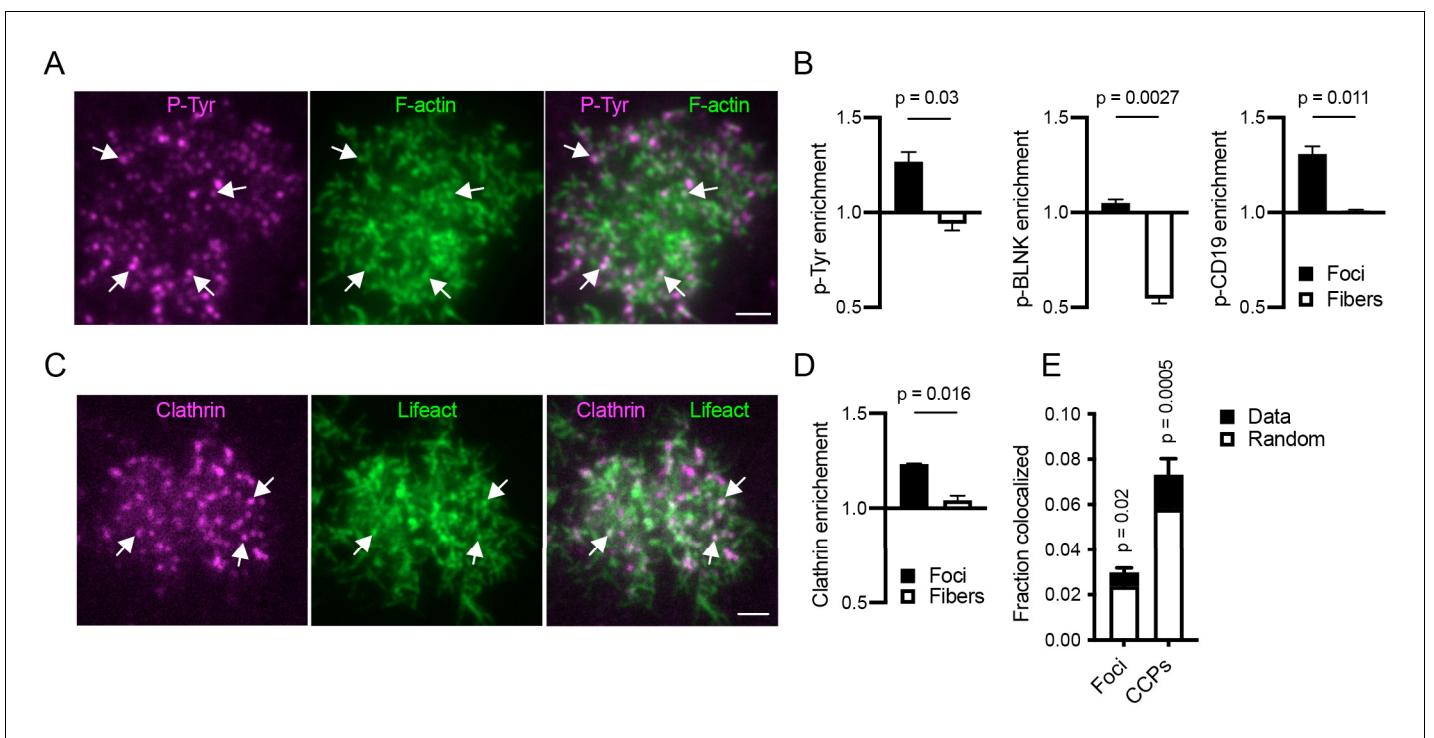 A
P-Tyr
F-actin
P-Tyr F-actin
B
p = 0.03
1.5
1.0
0.5
p-Tyr enrichment
p = 0.0027
1.5
1.0
0.5
p-BLNK enrichment
p = 0.011
1.5
1.0
0.5
p-CD19 enrichment
Foci
Fibers
C
Clathrin
Lifeact
Clathrin Lifeact
D
p = 0.016
1.5
1.0
0.5
Clathrin enrichement
Foci
Fibers
E
p = 0.02
p = 0.0005
0.10
0.08
0.06
0.04
0.02
0.00
Fraction colocalized
Foci
CCPs
Data
Random